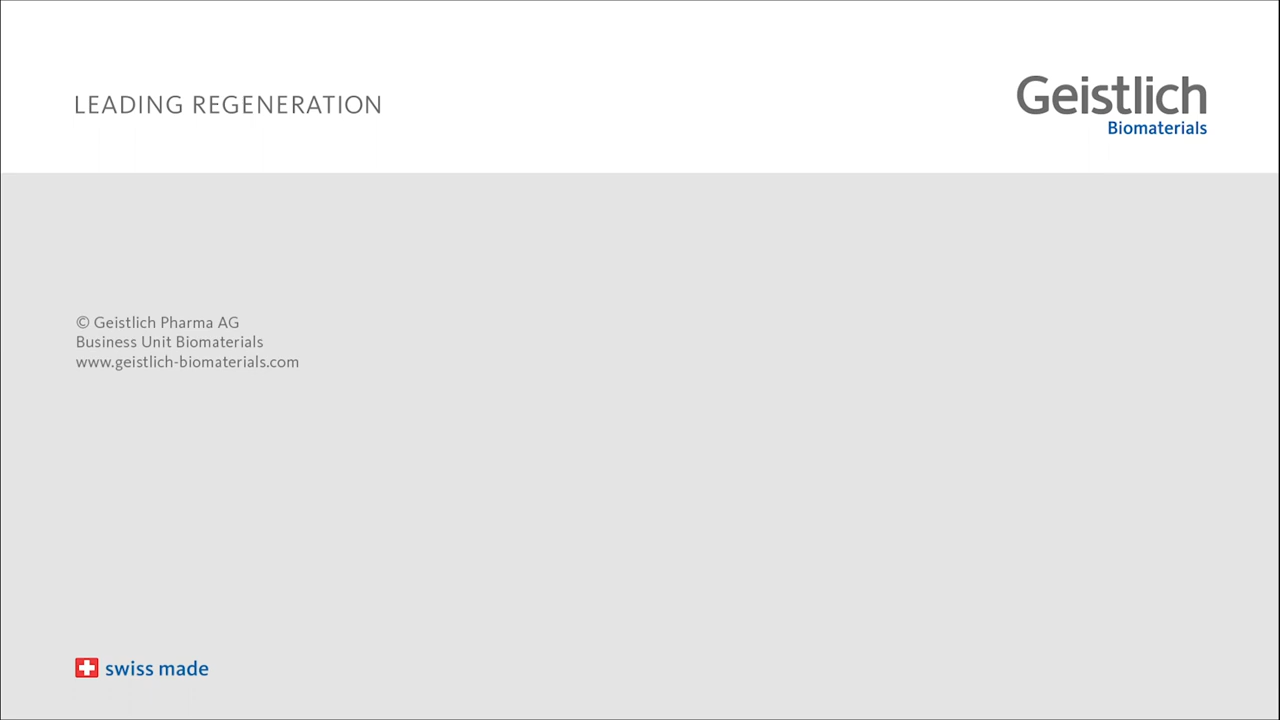 LEADING REGENERATION
Geistlich
Biomaterials
© Geistlich Pharma AG
Business Unit Biomaterials
www.geistlich-biomaterials.com
swiss made